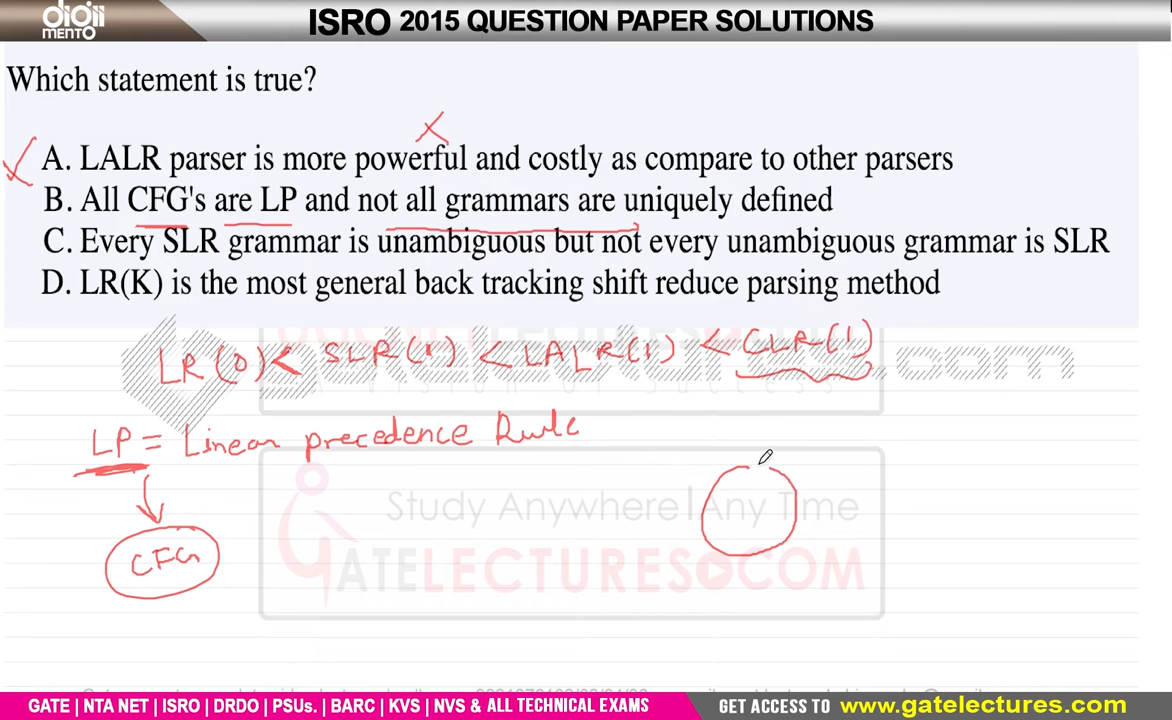 digii
MENTO
ISRO 2015 QUESTION PAPER SOLUTIONS
Which statement is true?
A. LALR parser is more powerful and costly as compare to other parsers
B. All CFG's are LP and not all grammars are uniquely defined
C. Every SLR grammar is unambiguous but not every unambiguous grammar is SLR
D. LR(K) is the most general back tracking shift reduce parsing method
LR(0) < SLR(1) < LALR(1) < CLR(1)
.com
LP = Linear precedence Rule
Study Anywhere | Any Time
CFG
GATELECTURES.COM
GATE | NTA NET | ISRO | DRDO | PSUs. | BARC | KVS | NVS & ALL TECHNICAL EXAMS
GET ACCESS TO www.gatelectures.com